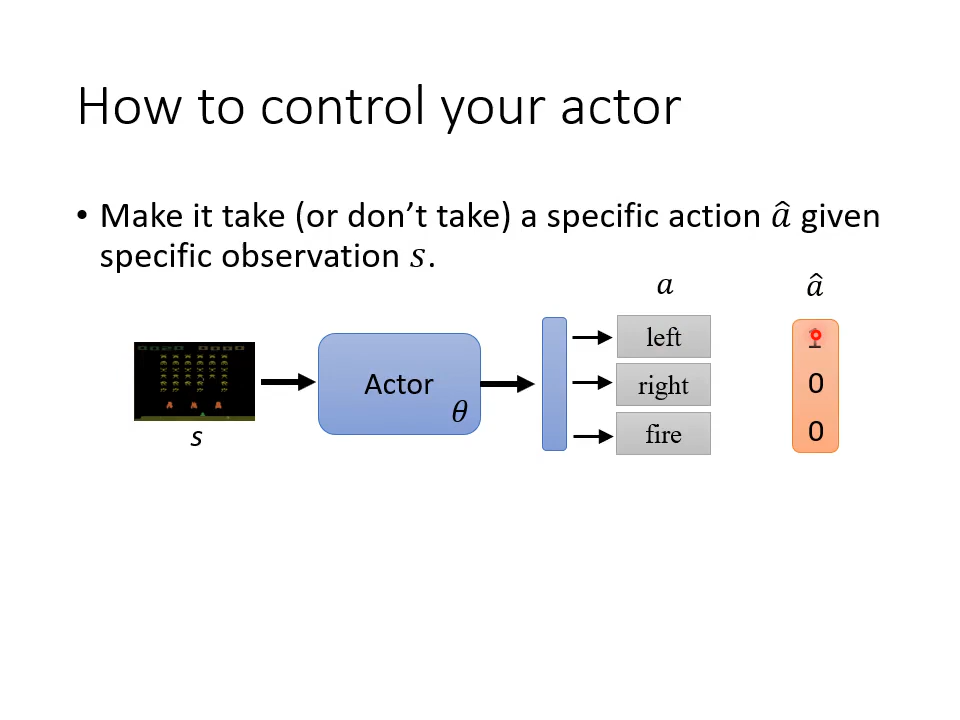 How to control your actor
• Make it take (or don’t take) a specific action â given
specific observation s.
a
â
left
1
Actor
right
0
θ
fire
0
s